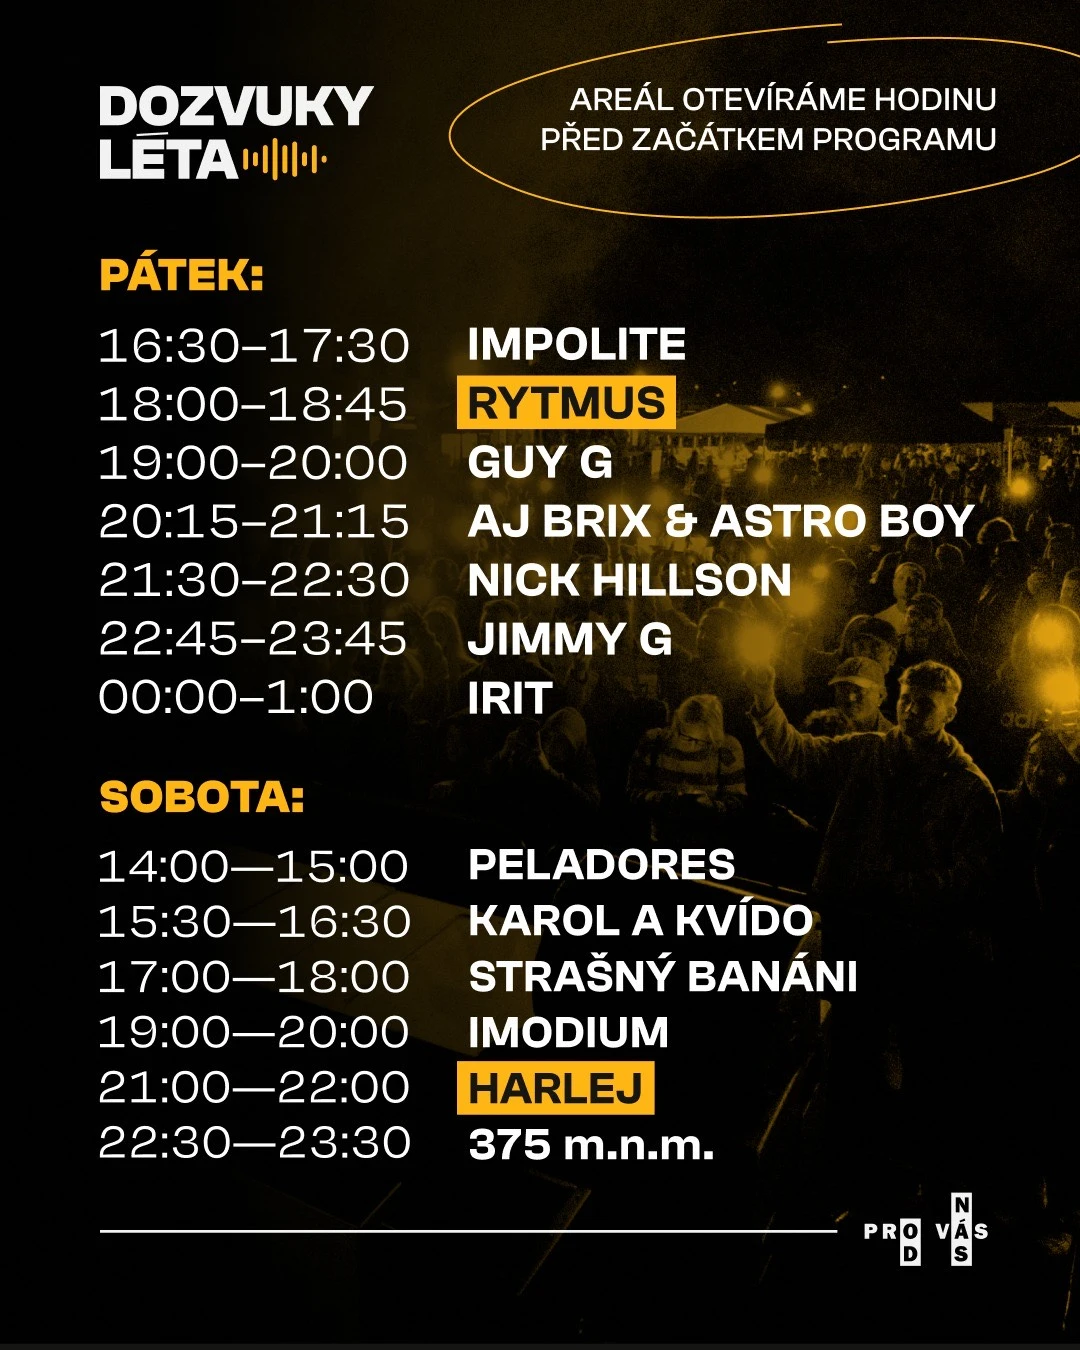 DOZVUKY
LÉTA
AREÁL OTEVÍRÁME HODINU
PŘED ZAČÁTKEM PROGRAMU
PÁTEK:
16:30–17:30 IMPOLITE
18:00–18:45 RYTMUS
19:00–20:00 GUY G
20:15–21:15 AJ BRIX & ASTRO BOY
21:30–22:30 NICK HILLSON
22:45–23:45 JIMMY G
00:00–1:00 IRIT
SOBOTA:
14:00—15:00 PELADORES
15:30—16:30 KAROL A KVÍDO
17:00—18:00 STRAŠNÝ BANÁNI
19:00—20:00 IMODIUM
21:00—22:00 HARLEJ
22:30—23:30 375 m.n.m.
PRO VÁS
OD NÁS